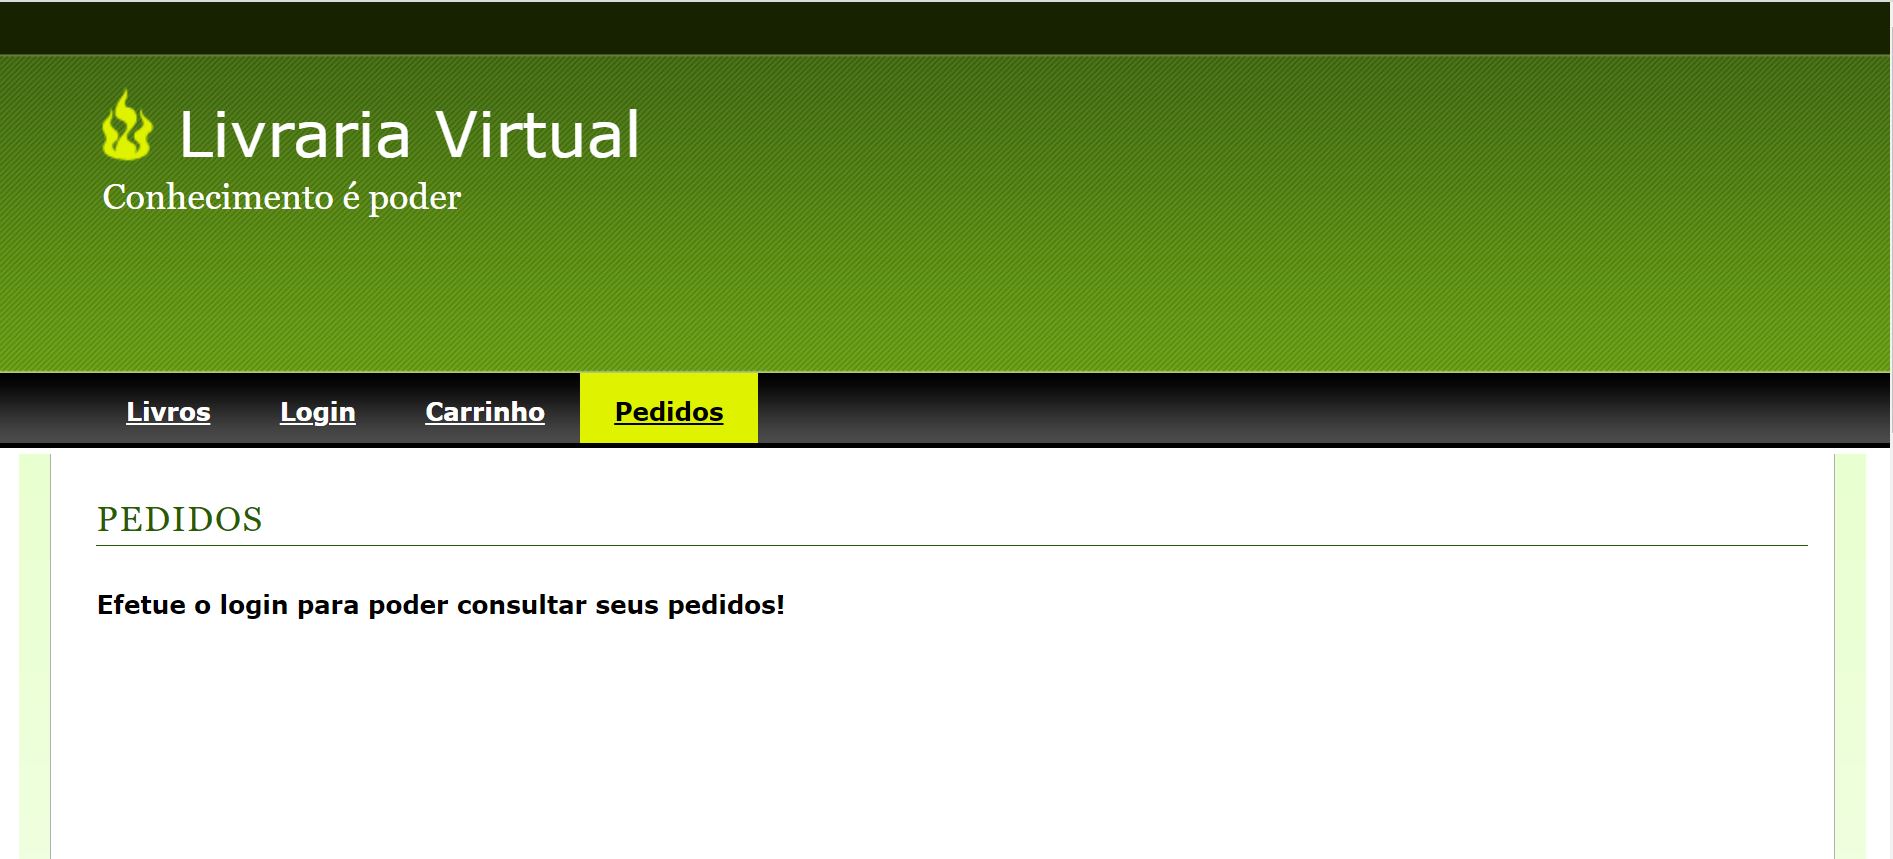 Livraria Virtual
Conhecimento é poder
Livros Login Carrinho Pedidos
PEDIDOS
Efetue o login para poder consultar seus pedidos!